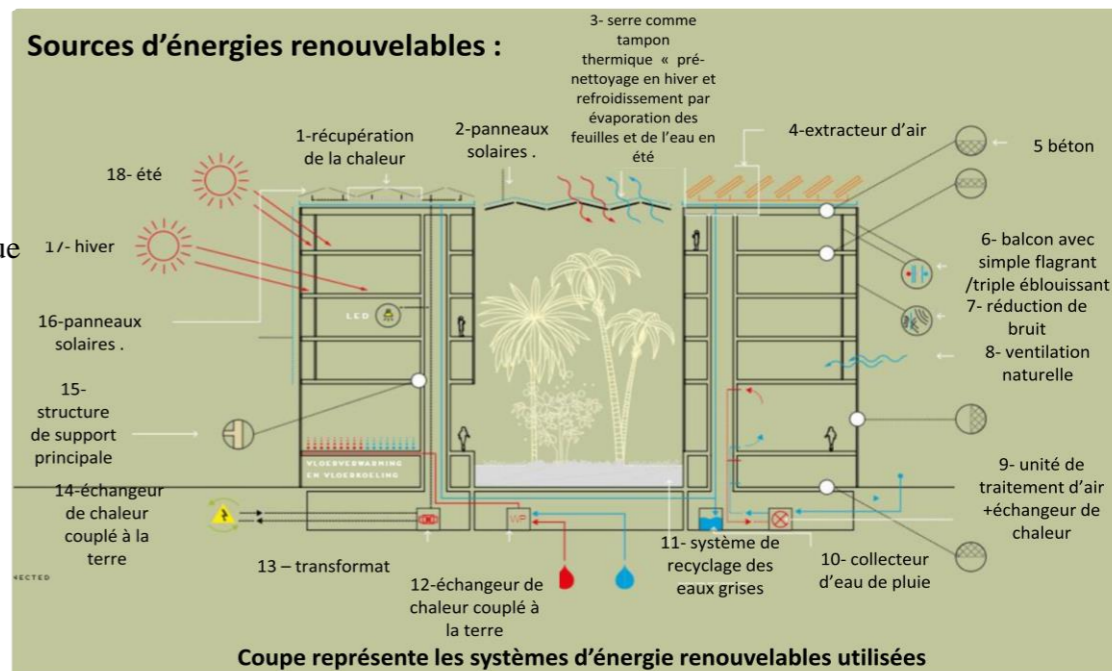 Sources d’énergies renouvelables :
3- serre comme
tampon
thermique « pré-
nettoyage en hiver et
refroidissement par
évaporation des
feuilles et de l’eau en
été
1-récupération
de la chaleur
2-panneaux
solaires .
4-extracteur d’air
5 béton
18- été
17- hiver
ue
6- balcon avec
simple flagrant
/triple éblouissant
7- réduction de
bruit
LED
16-panneaux
solaires .
8- ventilation
naturelle
15-
structure
de support
principale
VLOERVERWARMING
EN VLOERKOELING
9- unité de
traitement d’air
+échangeur de
chaleur
14-échangeur
de chaleur
couplé à la
terre
WP
13 – transformat
12-échangeur de
chaleur couplé à
la terre
11- système de
recyclage des
eaux grises
10- collecteur
d’eau de pluie
NECTED
Coupe représente les systèmes d’énergie renouvelables utilisées